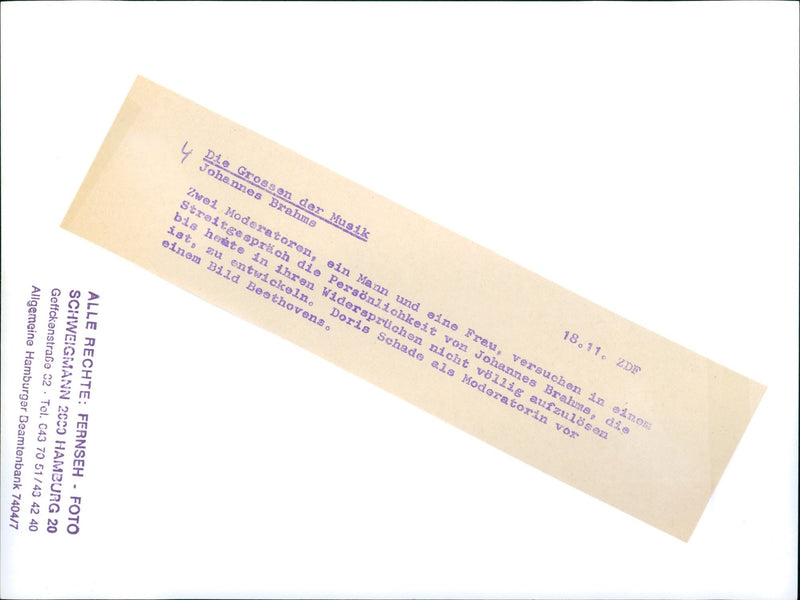 4
Die Grossen der Musik
Johannes Brahms
18.11. ZDF
Zwei Moderatoren, ein Mann und eine Frau, versuchen in einem
Streitgespräch die Persönlichkeit von Johannes Brahms, die
bis heute in ihren Widersprüchen nicht völlig aufzulösen
ist, zu entwickeln. Doris Schade als Moderatorin vor
einem Bild Beethovens.
ALLE RECHTE: FERNSEH - FOTO
SCHWEIGMANN 2000 HAMBURG 20
Geffckenstraße 32 · Tel. 043 70 51/43 42 40
Allgemeine Hamburger Beamtenbank 7404/7